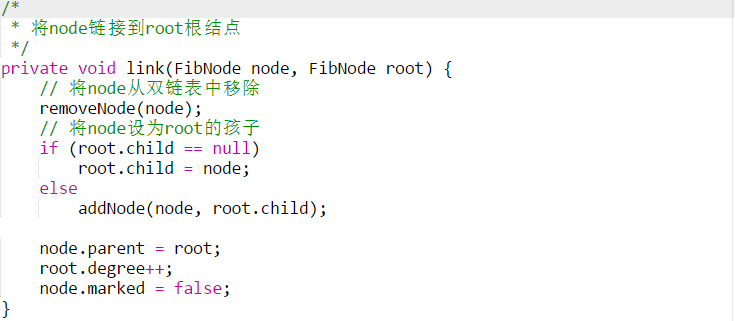 /*
 * 将node链接到root根结点
 */
private void link(FibNode node, FibNode root) {
    // 将node从双链表中移除
    removeNode(node);
    // 将node设为root的孩子
    if (root.child == null)
        root.child = node;
    else
        addNode(node, root.child);

    node.parent = root;
    root.degree++;
    node.marked = false;
}